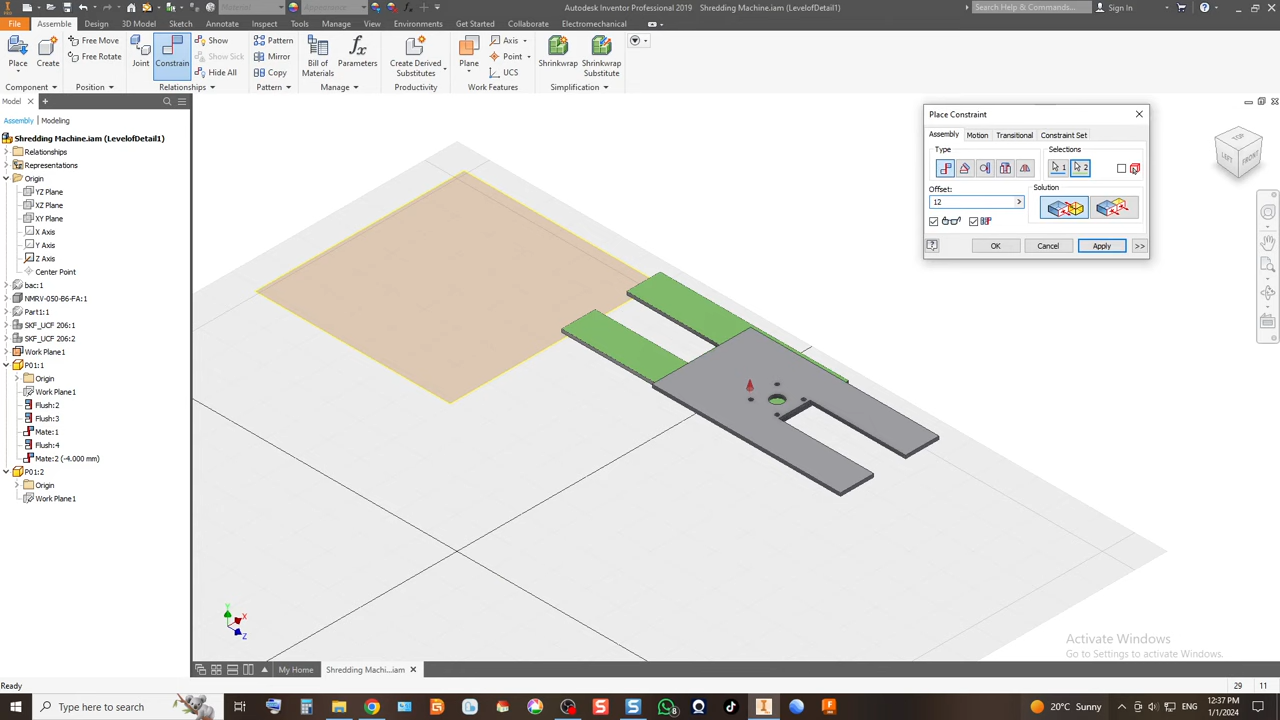 Material
Appearance
Autodesk Inventor Professional 2019   Shredding Machine.iam (LevelofDetail1)
Search Help & Commands...
Sign In
File
Assemble
Design
3D Model
Sketch
Annotate
Inspect
Tools
Manage
View
Environments
Get Started
Collaborate
Electromechanical
Place
Create
Free Move
Free Rotate
Joint
Constrain
Show
Show Sick
Hide All
Pattern
Mirror
Copy
Bill of
Materials
Parameters
Create Derived
Substitutes
Plane
Axis
Point
UCS
Shrinkwrap
Shrinkwrap
Substitute
Component
Position
Relationships
Pattern
Manage
Productivity
Work Features
Simplification
Model
Assembly
Modeling
Shredding Machine.iam (LevelofDetail1)
Relationships
Representations
Origin
YZ Plane
XZ Plane
XY Plane
X Axis
Y Axis
Z Axis
Center Point
bac:1
NMRV-050-B6-FA:1
Part1:1
SKF_UCF 206:1
SKF_UCF 206:2
Work Plane1
P01:1
Origin
Work Plane1
Flush:2
Flush:3
Mate:1
Flush:4
Mate:2 (-4.000 mm)
P01:2
Origin
Work Plane1
Place Constraint
Assembly
Motion
Transitional
Constraint Set
Type
Selections
1
2
Offset:
12
Solution
OK
Cancel
Apply
>>
TOP
LEFT
FRONT
Y
X
Z
My Home
Shredding Machi...iam
Activate Windows
Go to Settings to activate Windows.
Ready
29
11
Type here to search
8
20°C Sunny
12:37 PM
1/1/2024